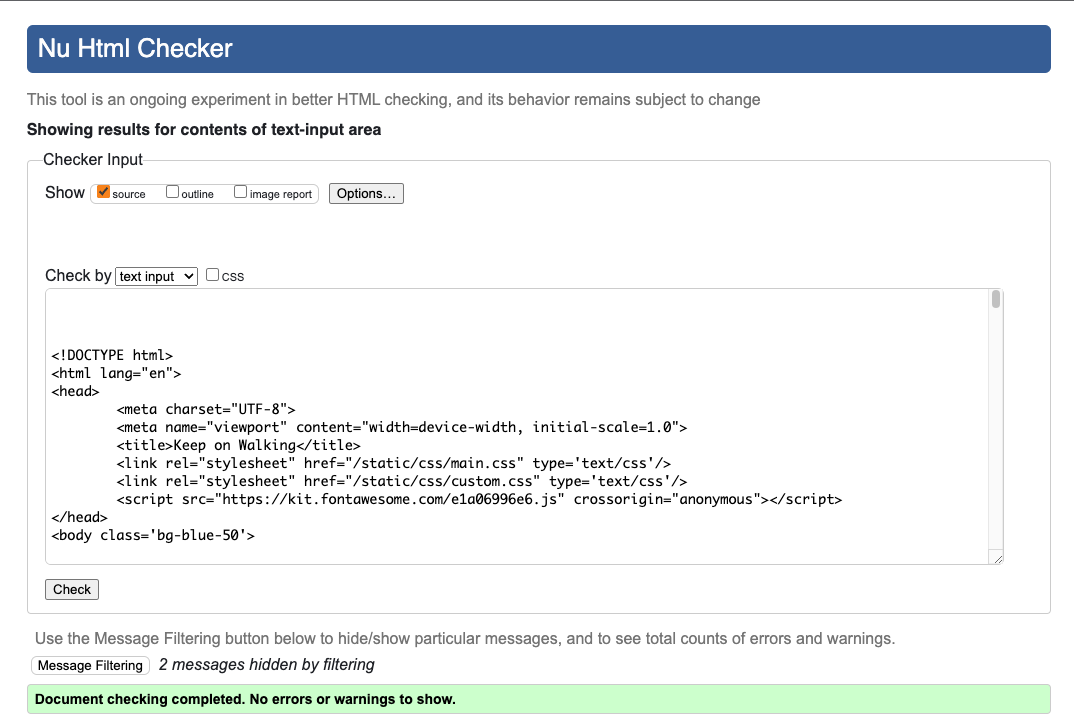 Nu Html Checker
This tool is an ongoing experiment in better HTML checking, and its behavior remains subject to change
Showing results for contents of text-input area
Checker Input
Show source outline image report Options...
Check by text input css
<!DOCTYPE html>
<html lang="en">
<head>
<meta charset="UTF-8">
<meta name="viewport" content="width=device-width, initial-scale=1.0">
<title>Keep on Walking</title>
<link rel="stylesheet" href="/static/css/main.css" type='text/css'/>
<link rel="stylesheet" href="/static/css/custom.css" type='text/css'/>
<script src="https://kit.fontawesome.com/e1a06996e6.js" crossorigin="anonymous"></script>
</head>
<body class='bg-blue-50'>
Check
Use the Message Filtering button below to hide/show particular messages, and to see total counts of errors and warnings.
Message Filtering 2 messages hidden by filtering
Document checking completed. No errors or warnings to show.